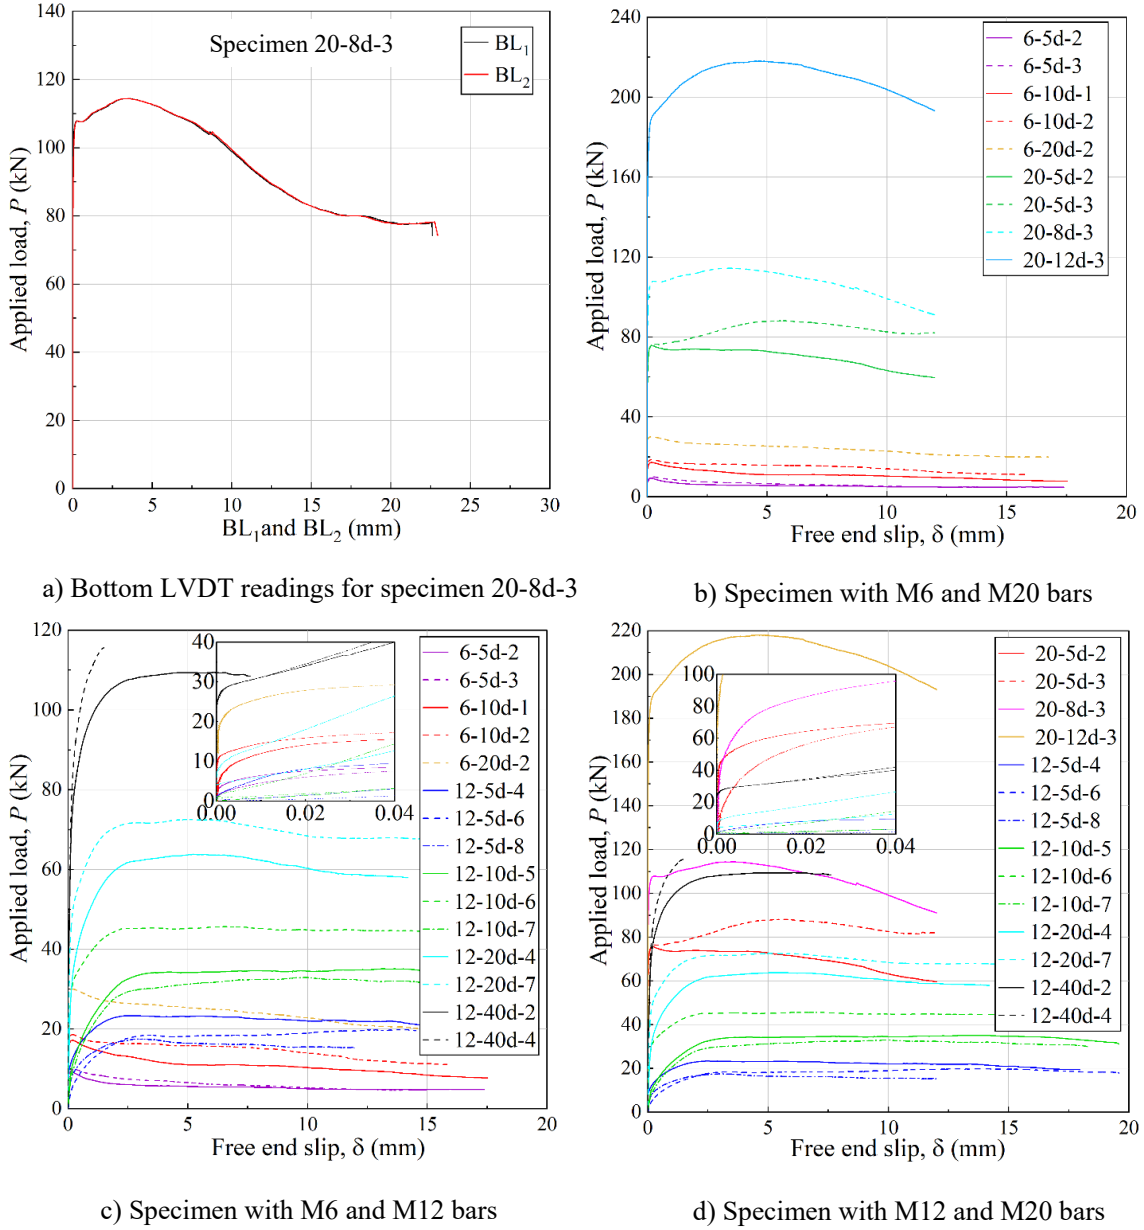 140
120
100
80
60
40
20
0
Applied load, P (kN)
Specimen 20-8d-3
BL1
BL2
0 5 10 15 20 25 30
BL1and BL2 (mm)
a) Bottom LVDT readings for specimen 20-8d-3
240
200
160
120
80
40
0
Applied load, P (kN)
6-5d-2
6-5d-3
6-10d-1
6-10d-2
6-20d-2
20-5d-2
20-5d-3
20-8d-3
20-12d-3
0 5 10 15 20
Free end slip, δ (mm)
b) Specimen with M6 and M20 bars
120
100
80
60
40
20
0
Applied load, P (kN)
40
30
20
10
0
0.00 0.02 0.04
6-5d-2
6-5d-3
6-10d-1
6-10d-2
6-20d-2
12-5d-4
12-5d-6
12-5d-8
12-10d-5
12-10d-6
12-10d-7
12-20d-4
12-20d-7
12-40d-2
12-40d-4
0 5 10 15 20
Free end slip, δ (mm)
c) Specimen with M6 and M12 bars
220
200
180
160
140
120
100
80
60
40
20
0
Applied load, P (kN)
100
80
60
40
20
0
0.00 0.02 0.04
20-5d-2
20-5d-3
20-8d-3
20-12d-3
12-5d-4
12-5d-6
12-5d-8
12-10d-5
12-10d-6
12-10d-7
12-20d-4
12-20d-7
12-40d-2
12-40d-4
0 5 10 15 20
Free end slip, δ (mm)
d) Specimen with M12 and M20 bars